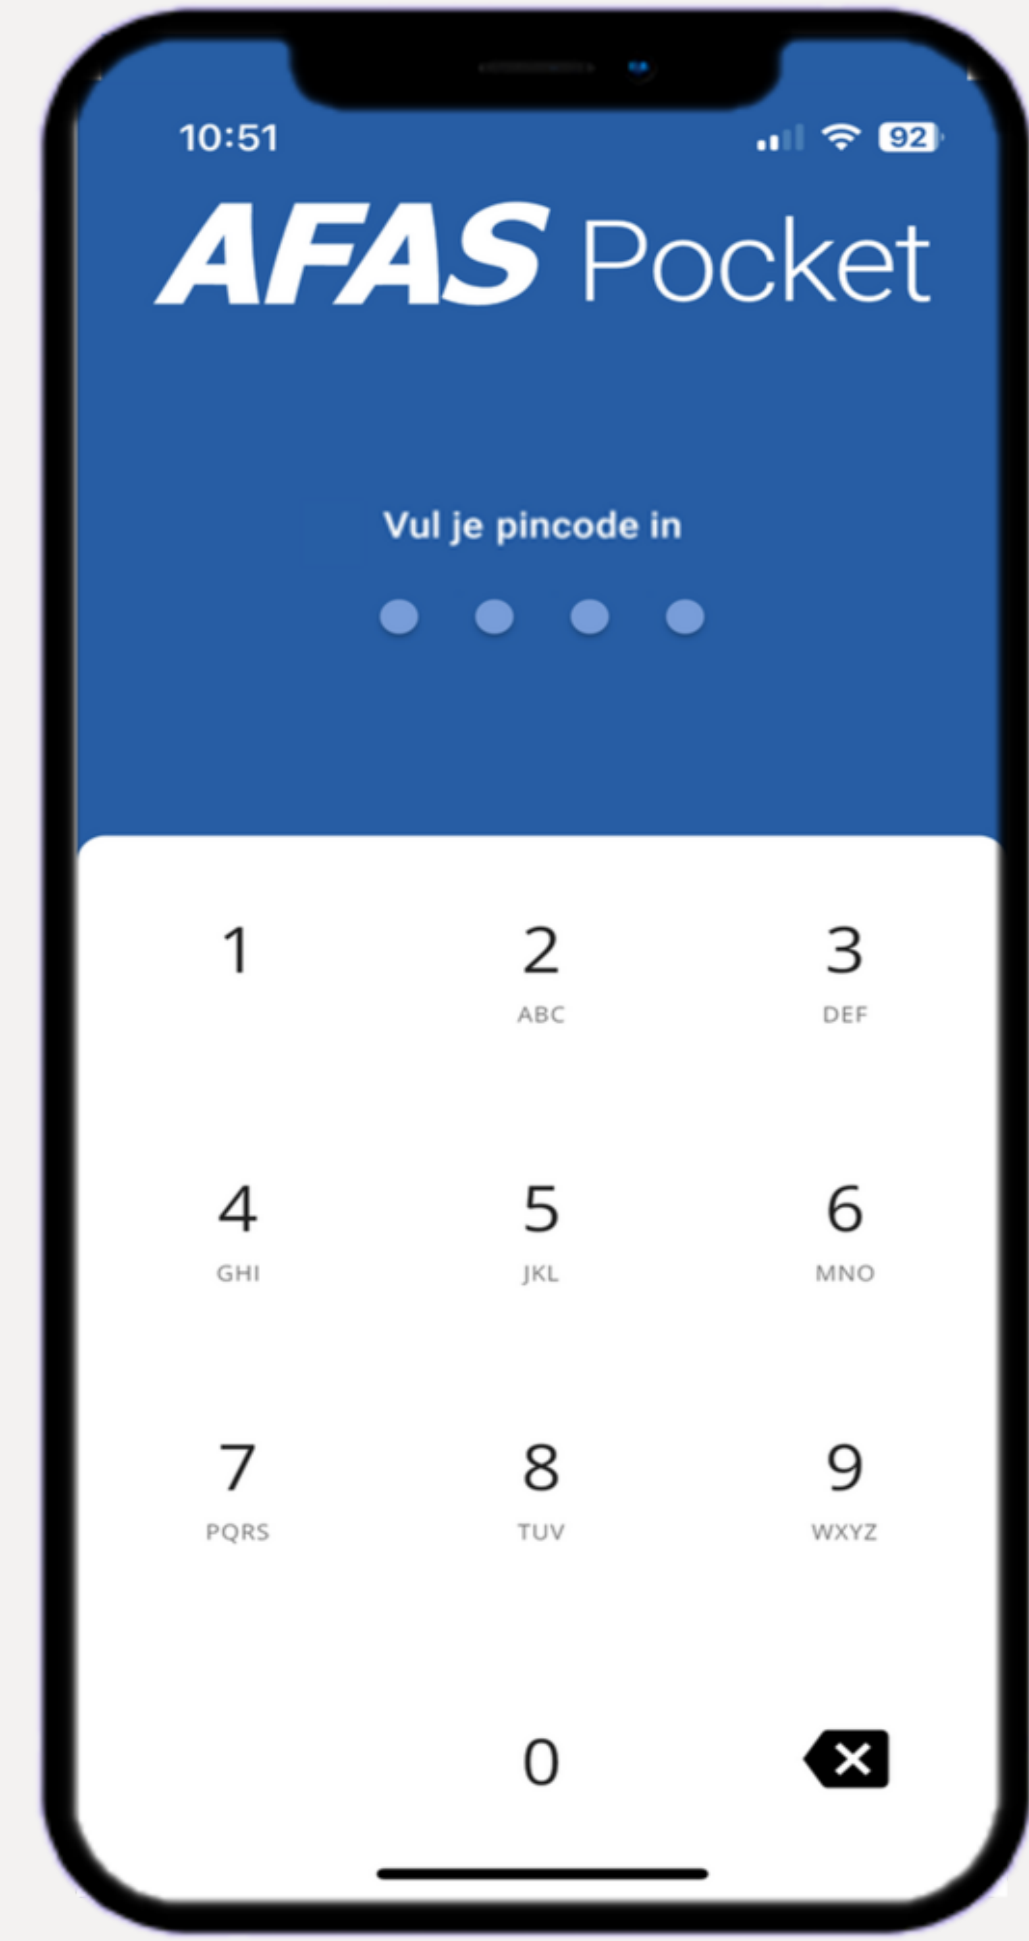 10:51 92
AFAS Pocket
Vul je pincode in
1 2 3
ABC DEF
4 5 6
GHI JKL MNO
7 8 9
PQRS TUV WXYZ
0